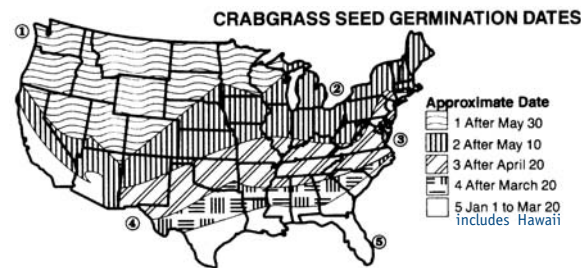 CRABGRASS SEED GERMINATION DATES
①
②
③
④
⑤
Approximate Date
1 After May 30
2 After May 10
3 After April 20
4 After March 20
5 Jan 1 to Mar 20
includes Hawaii